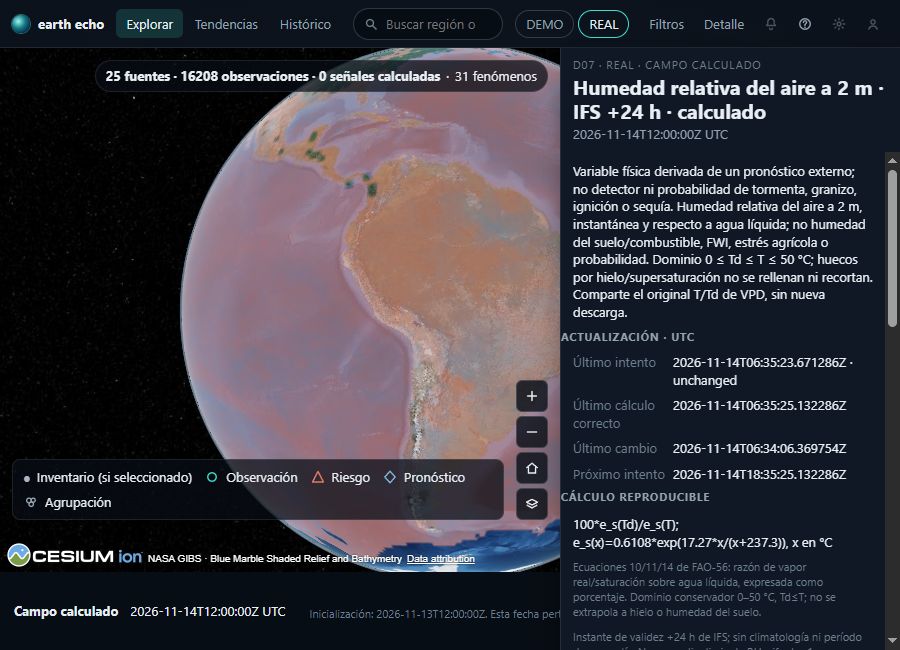 earth echo Explorar Tendencias Histórico Buscar región o DEMO REAL Filtros Detalle
25 fuentes · 16208 observaciones · 0 señales calculadas · 31 fenómenos
D07 · REAL · CAMPO CALCULADO
Humedad relativa del aire a 2 m ·
IFS +24 h · calculado
2026-11-14T12:00:00Z UTC
Variable física derivada de un pronóstico externo;
no detector ni probabilidad de tormenta, granizo,
ignición o sequía. Humedad relativa del aire a 2 m,
instantánea y respecto a agua líquida; no humedad
del suelo/combustible, FWI, estrés agrícola o
probabilidad. Dominio 0 ≤ Td ≤ T ≤ 50 °C; huecos
por hielo/supersaturación no se rellenan ni recortan.
Comparte el original T/Td de VPD, sin nueva
descarga.
ACTUALIZACIÓN · UTC
Último intento 2026-11-14T06:35:23.671286Z ·
unchanged
Último cálculo 2026-11-14T06:35:25.132286Z
correcto
Último cambio 2026-11-14T06:34:06.369754Z
Próximo intento 2026-11-14T18:35:25.132286Z
CÁLCULO REPRODUCIBLE
100*e_s(Td)/e_s(T);
e_s(x)=0.6108*exp(17.27*x/(x+237.3)), x en °C
Ecuaciones 10/11/14 de FAO-56: razón de vapor
real/saturación sobre agua líquida, expresada como
porcentaje. Dominio conservador 0–50 °C, Td≤T; no se
extrapola a hielo o humedad del suelo.
Instante de validez +24 h de IFS; sin climatología ni período
Inventario (si seleccionado) Observación Riesgo Pronóstico
Agrupación
CESIUM ion NASA GIBS · Blue Marble Shaded Relief and Bathymetry Data attribution
Campo calculado 2026-11-14T12:00:00Z UTC Inicialización: 2026-11-13T12:00:00Z. Esta fecha